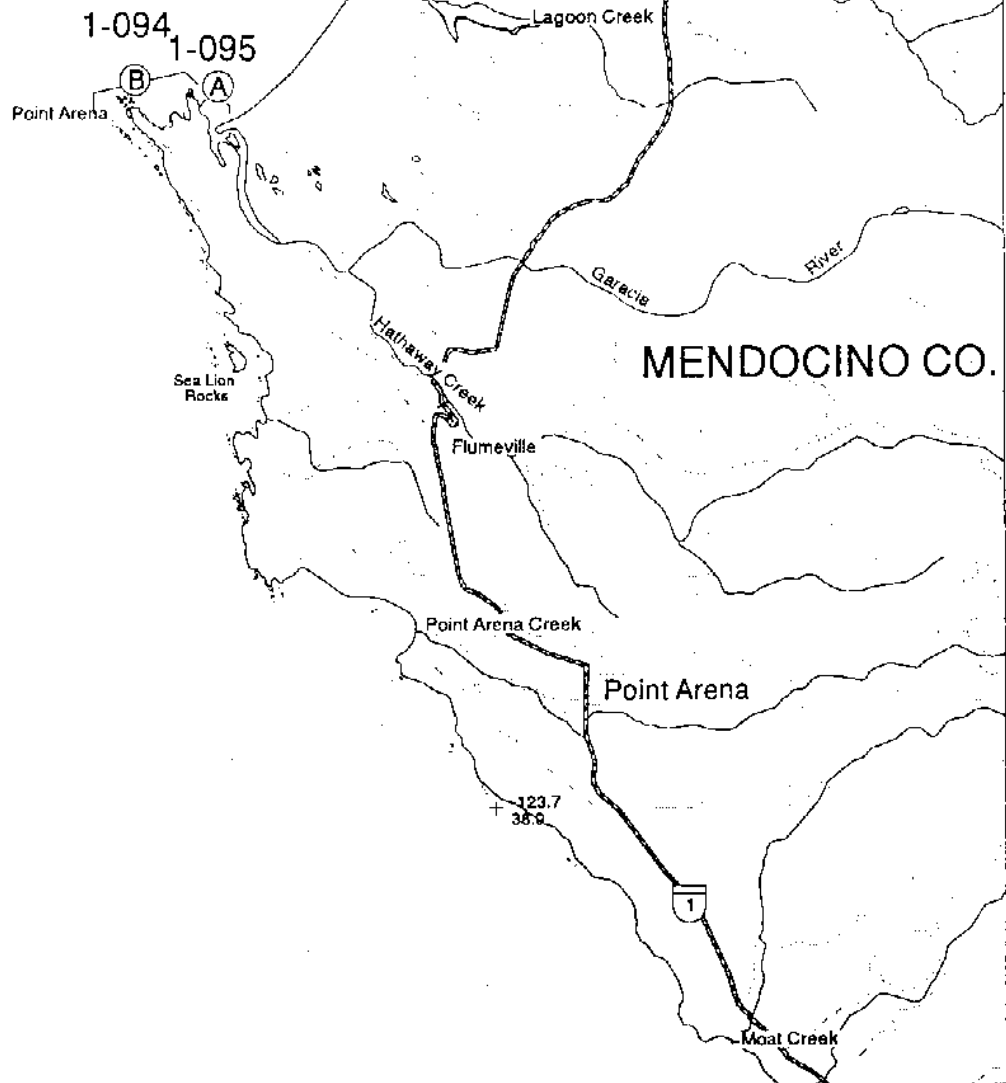 Lagoon Creek
1-094
1-095
B
A
Point Arena
Garacia
River
Hathaway Creek
MENDOCINO CO.
Sea Lion
Rocks
Flumeville
Point Arena Creek
Point Arena
-123.7
38.9
1
Moat Creek